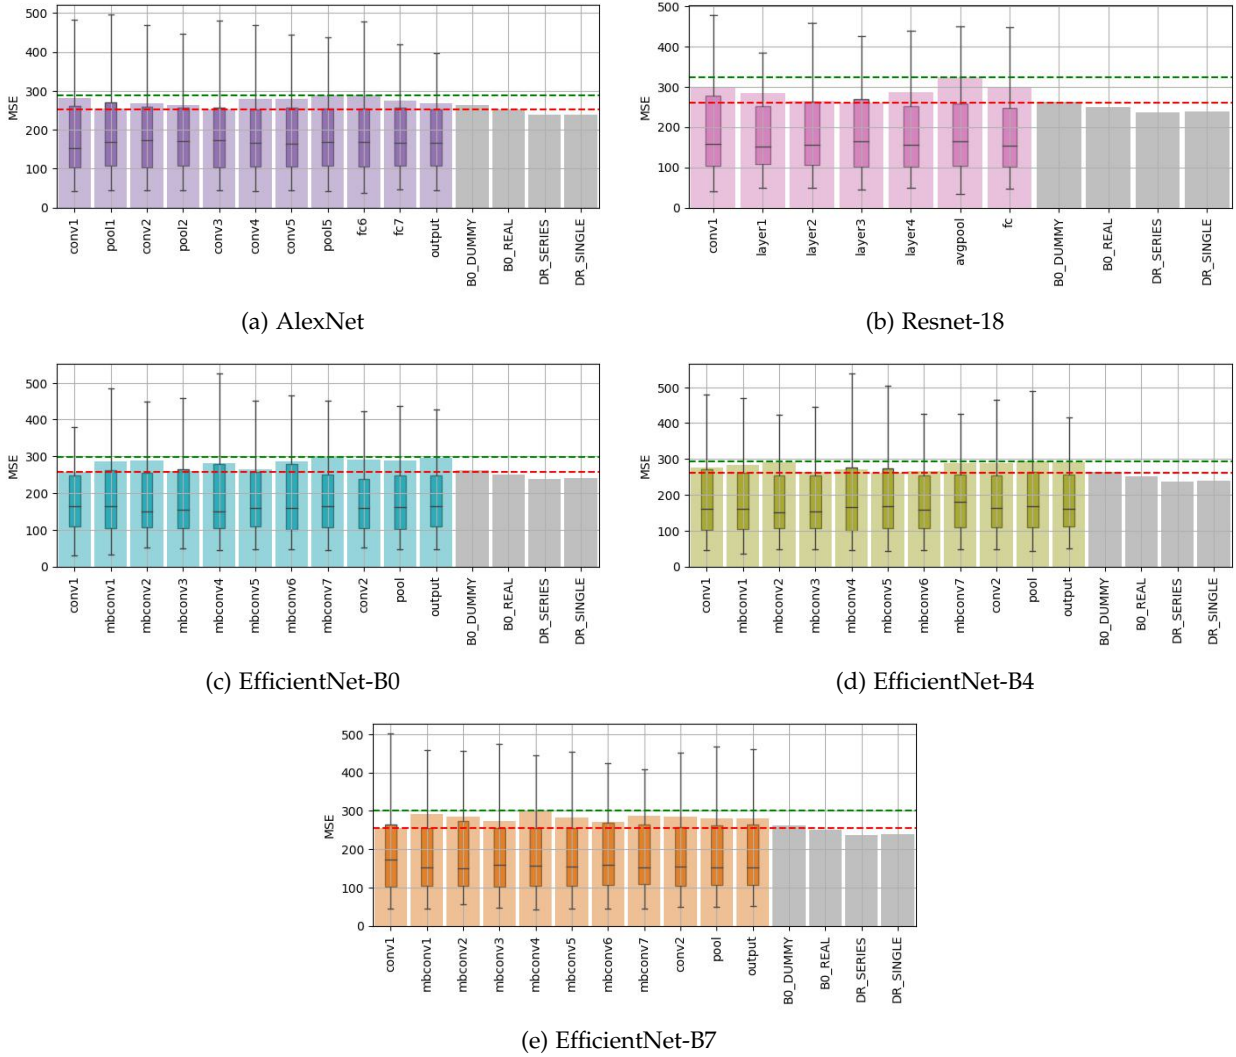 500
400
300
200
100
0
MSE
conv1
pool1
conv2
pool2
conv3
conv4
conv5
pool5
fc6
fc7
output
B0_DUMMY
B0_REAL
DR_SERIES
DR_SINGLE
(a) AlexNet
500
400
300
200
100
0
MSE
conv1
layer1
layer2
layer3
layer4
avgpool
fc
B0_DUMMY
B0_REAL
DR_SERIES
DR_SINGLE
(b) Resnet-18
500
400
300
200
100
0
MSE
conv1
mbconv1
mbconv2
mbconv3
mbconv4
mbconv5
mbconv6
mbconv7
conv2
pool
output
B0_DUMMY
B0_REAL
DR_SERIES
DR_SINGLE
(c) EfficientNet-B0
500
400
300
200
100
0
MSE
conv1
mbconv1
mbconv2
mbconv3
mbconv4
mbconv5
mbconv6
mbconv7
conv2
pool
output
B0_DUMMY
B0_REAL
DR_SERIES
DR_SINGLE
(d) EfficientNet-B4
500
400
300
200
100
0
MSE
conv1
mbconv1
mbconv2
mbconv3
mbconv4
mbconv5
mbconv6
mbconv7
conv2
pool
output
B0_DUMMY
B0_REAL
DR_SERIES
DR_SINGLE
(e) EfficientNet-B7